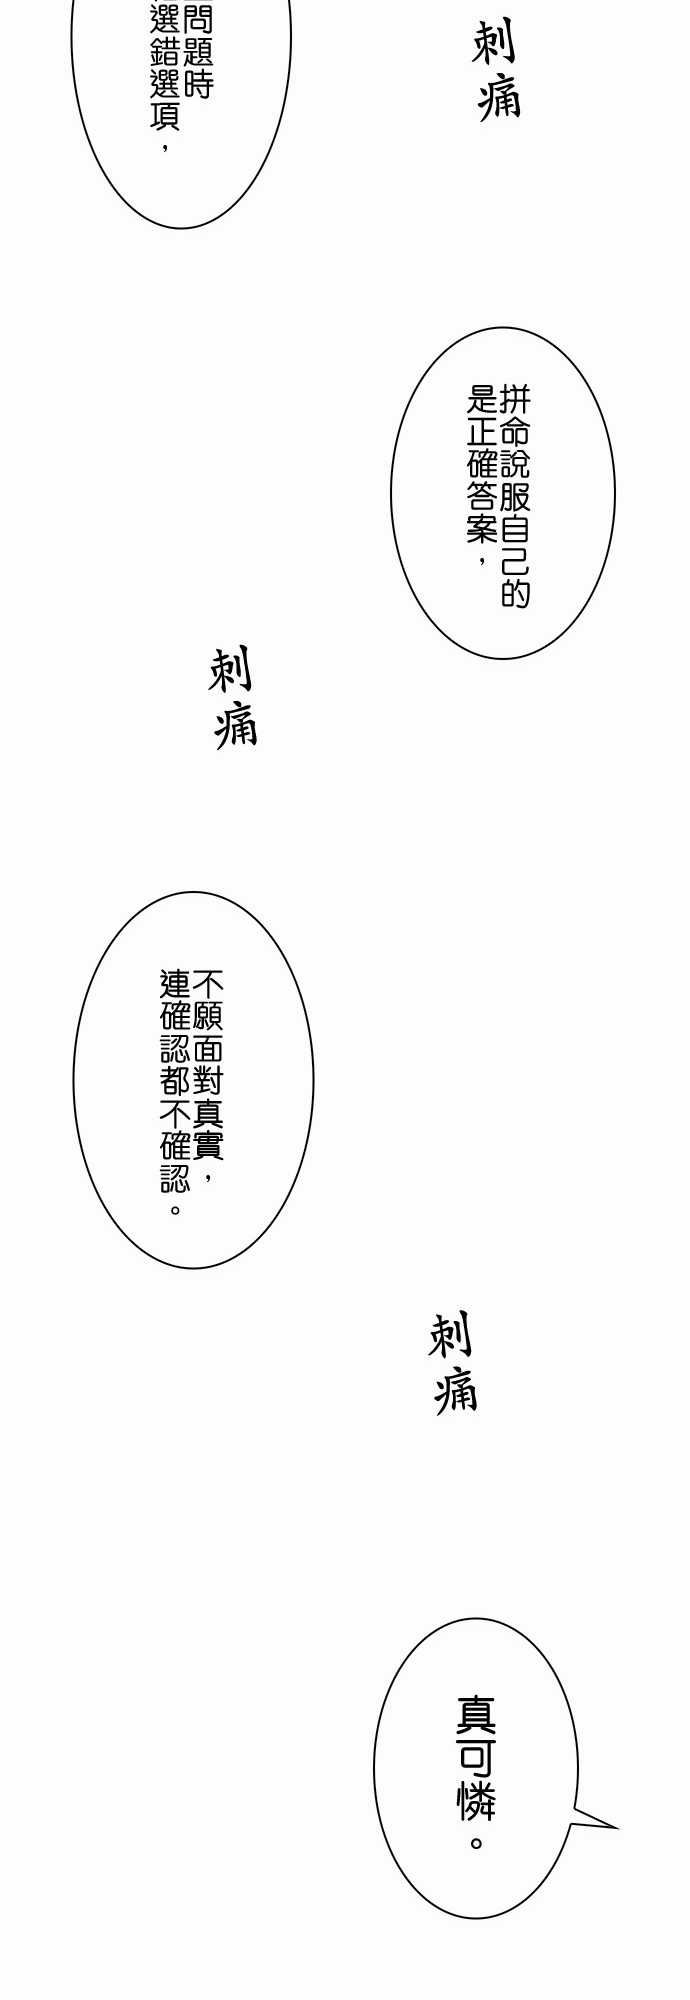 問題時
選錯選項，
刺痛
拼命說服自己的
是正確答案，
刺痛
不願面對真實，
連確認都不確認。
刺痛
真可憐。